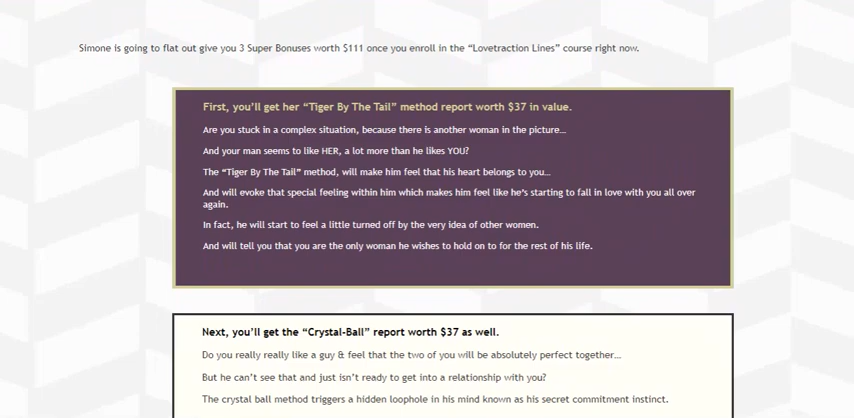 Simone is going to flat out give you 3 Super Bonuses worth $111 once you enroll in the “Lovetraction Lines” course right now.
First, you’ll get her “Tiger By The Tail” method report worth $37 in value.
Are you stuck in a complex situation, because there is another woman in the picture...
And your man seems to like HER, a lot more than he likes YOU?
The “Tiger By The Tail” method, will make him feel that his heart belongs to you...
And will evoke that special feeling within him which makes him feel like he’s starting to fall in love with you all over
again.
In fact, he will start to feel a little turned off by the very idea of other women.
And will tell you that you are the only woman he wishes to hold on to for the rest of his life.
Next, you’ll get the “Crystal-Ball” report worth $37 as well.
Do you really really like a guy & feel that the two of you will be absolutely perfect together...
But he can’t see that and just isn’t ready to get into a relationship with you?
The crystal ball method triggers a hidden loophole in his mind known as his secret commitment instinct.